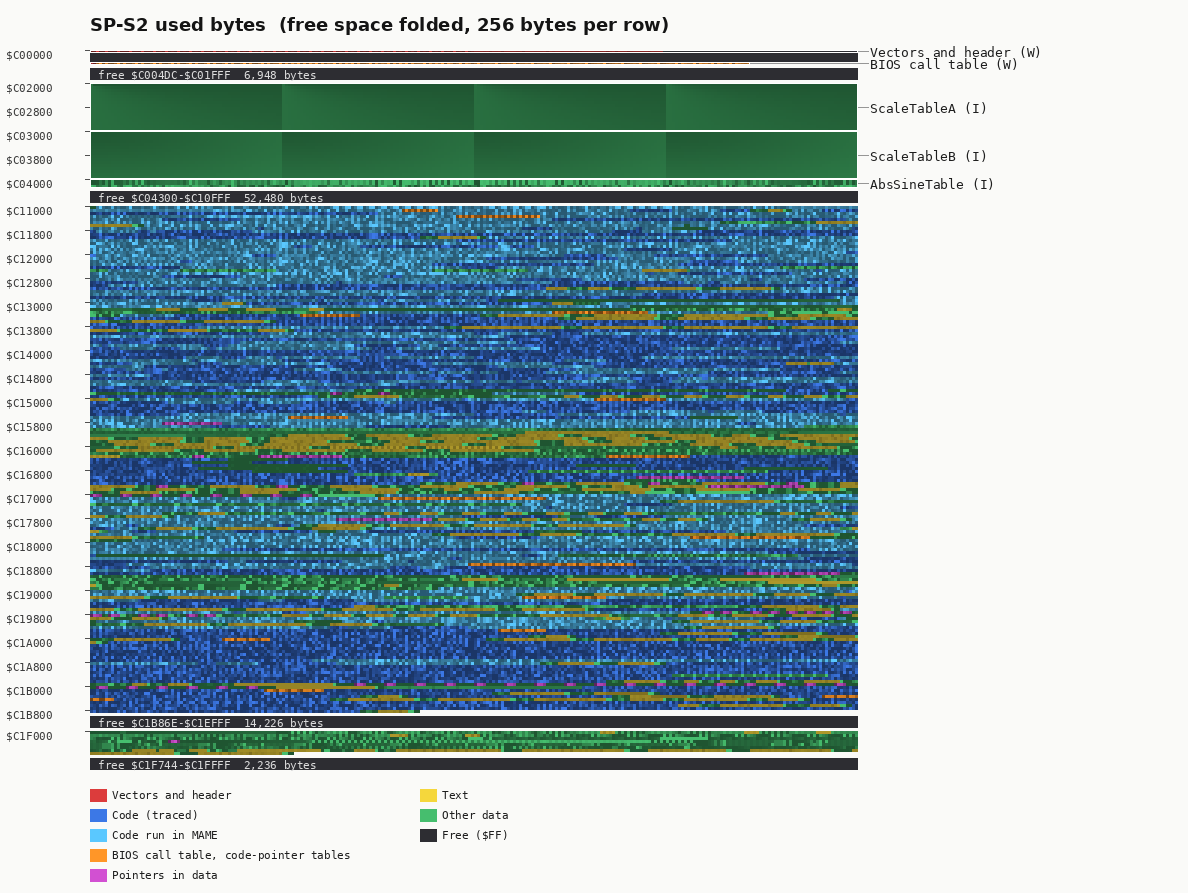 SP-S2 used bytes  (free space folded, 256 bytes per row)
$C00000
Vectors and header (W)
BIOS call table (W)
free $C004DC-$C01FFF  6,948 bytes
$C02000
$C02800
ScaleTableA (I)
$C03000
$C03800
ScaleTableB (I)
$C04000
AbsSineTable (I)
free $C04300-$C10FFF  52,480 bytes
$C11000
$C11800
$C12000
$C12800
$C13000
$C13800
$C14000
$C14800
$C15000
$C15800
$C16000
$C16800
$C17000
$C17800
$C18000
$C18800
$C19000
$C19800
$C1A000
$C1A800
$C1B000
$C1B800
free $C1B86E-$C1EFFF  14,226 bytes
$C1F000
free $C1F744-$C1FFFF  2,236 bytes
Vectors and header
Code (traced)
Code run in MAME
BIOS call table, code-pointer tables
Pointers in data
Text
Other data
Free ($FF)